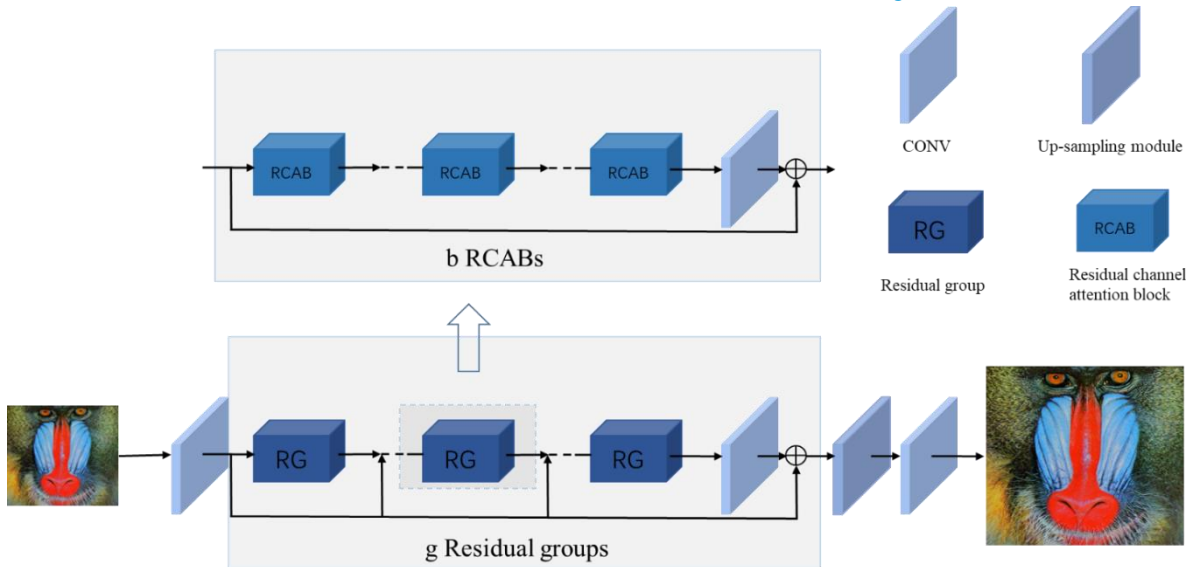 RCAB
RCAB
RCAB
b RCABs
CONV
Up-sampling module
RG
Residual group
RCAB
Residual channel
attention block
RG
RG
RG
g Residual groups